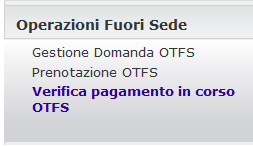 Operazioni Fuori Sede
Gestione Domanda OTFS
Prenotazione OTFS
Verifica pagamento in corso
OTFS